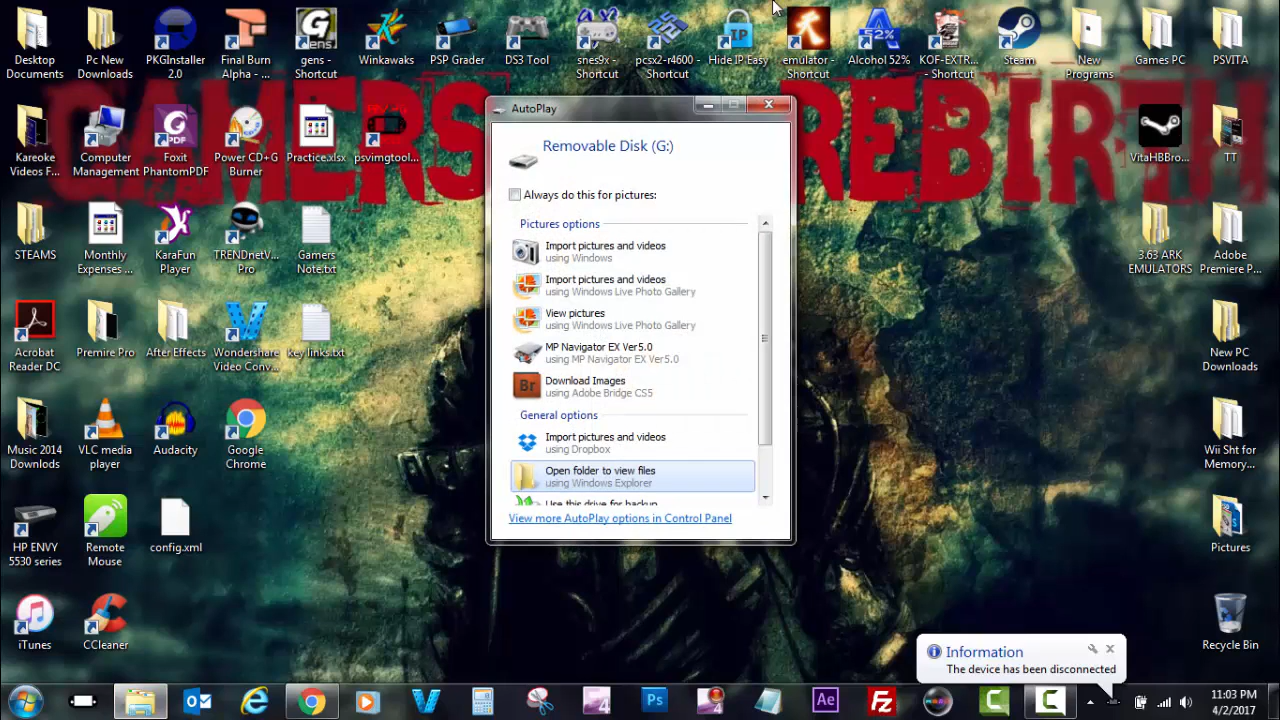 GAMERS REBIRTH
Desktop Documents
Pc New Downloads
PKGInstaller 2.0
Final Burn Alpha - ...
gens - Shortcut
Winkawaks
PSP Grader
DS3 Tool
snes9x - Shortcut
pcsx2-r4600 - Shortcut
Hide IP Easy
emulator - Shortcut
Alcohol 52%
KOF-EXTR... - Shortcut
Steam
New Programs
Games PC
PSVITA
Kareoke Videos F...
Computer Management
Foxit PhantomPDF
Power CD+G Burner
Practice.xlsx
psvimgtool...
VitaHBBro...
TT
STEAMS
Monthly Expenses ...
KaraFun Player
TRENDnetV... Pro
Gamers Note.txt
3.63 ARK EMULATORS
Adobe Premiere P...
Acrobat Reader DC
Premire Pro
After Effects
Wondershare Video Conv...
key links.txt
New PC Downloads
Music 2014 Downlods
VLC media player
Audacity
Google Chrome
Wii Sht for Memory...
HP ENVY 5530 series
Remote Mouse
config.xml
Pictures
iTunes
CCleaner
Recycle Bin
AutoPlay
Removable Disk (G:)
Always do this for pictures:
Pictures options
Import pictures and videos
using Windows
Import pictures and videos
using Windows Live Photo Gallery
View pictures
using Windows Live Photo Gallery
MP Navigator EX Ver5.0
using MP Navigator EX Ver5.0
Download Images
using Adobe Bridge CS5
General options
Import pictures and videos
using Dropbox
Open folder to view files
using Windows Explorer
Use this drive for backup
View more AutoPlay options in Control Panel
Information
The device has been disconnected
11:03 PM
4/2/2017